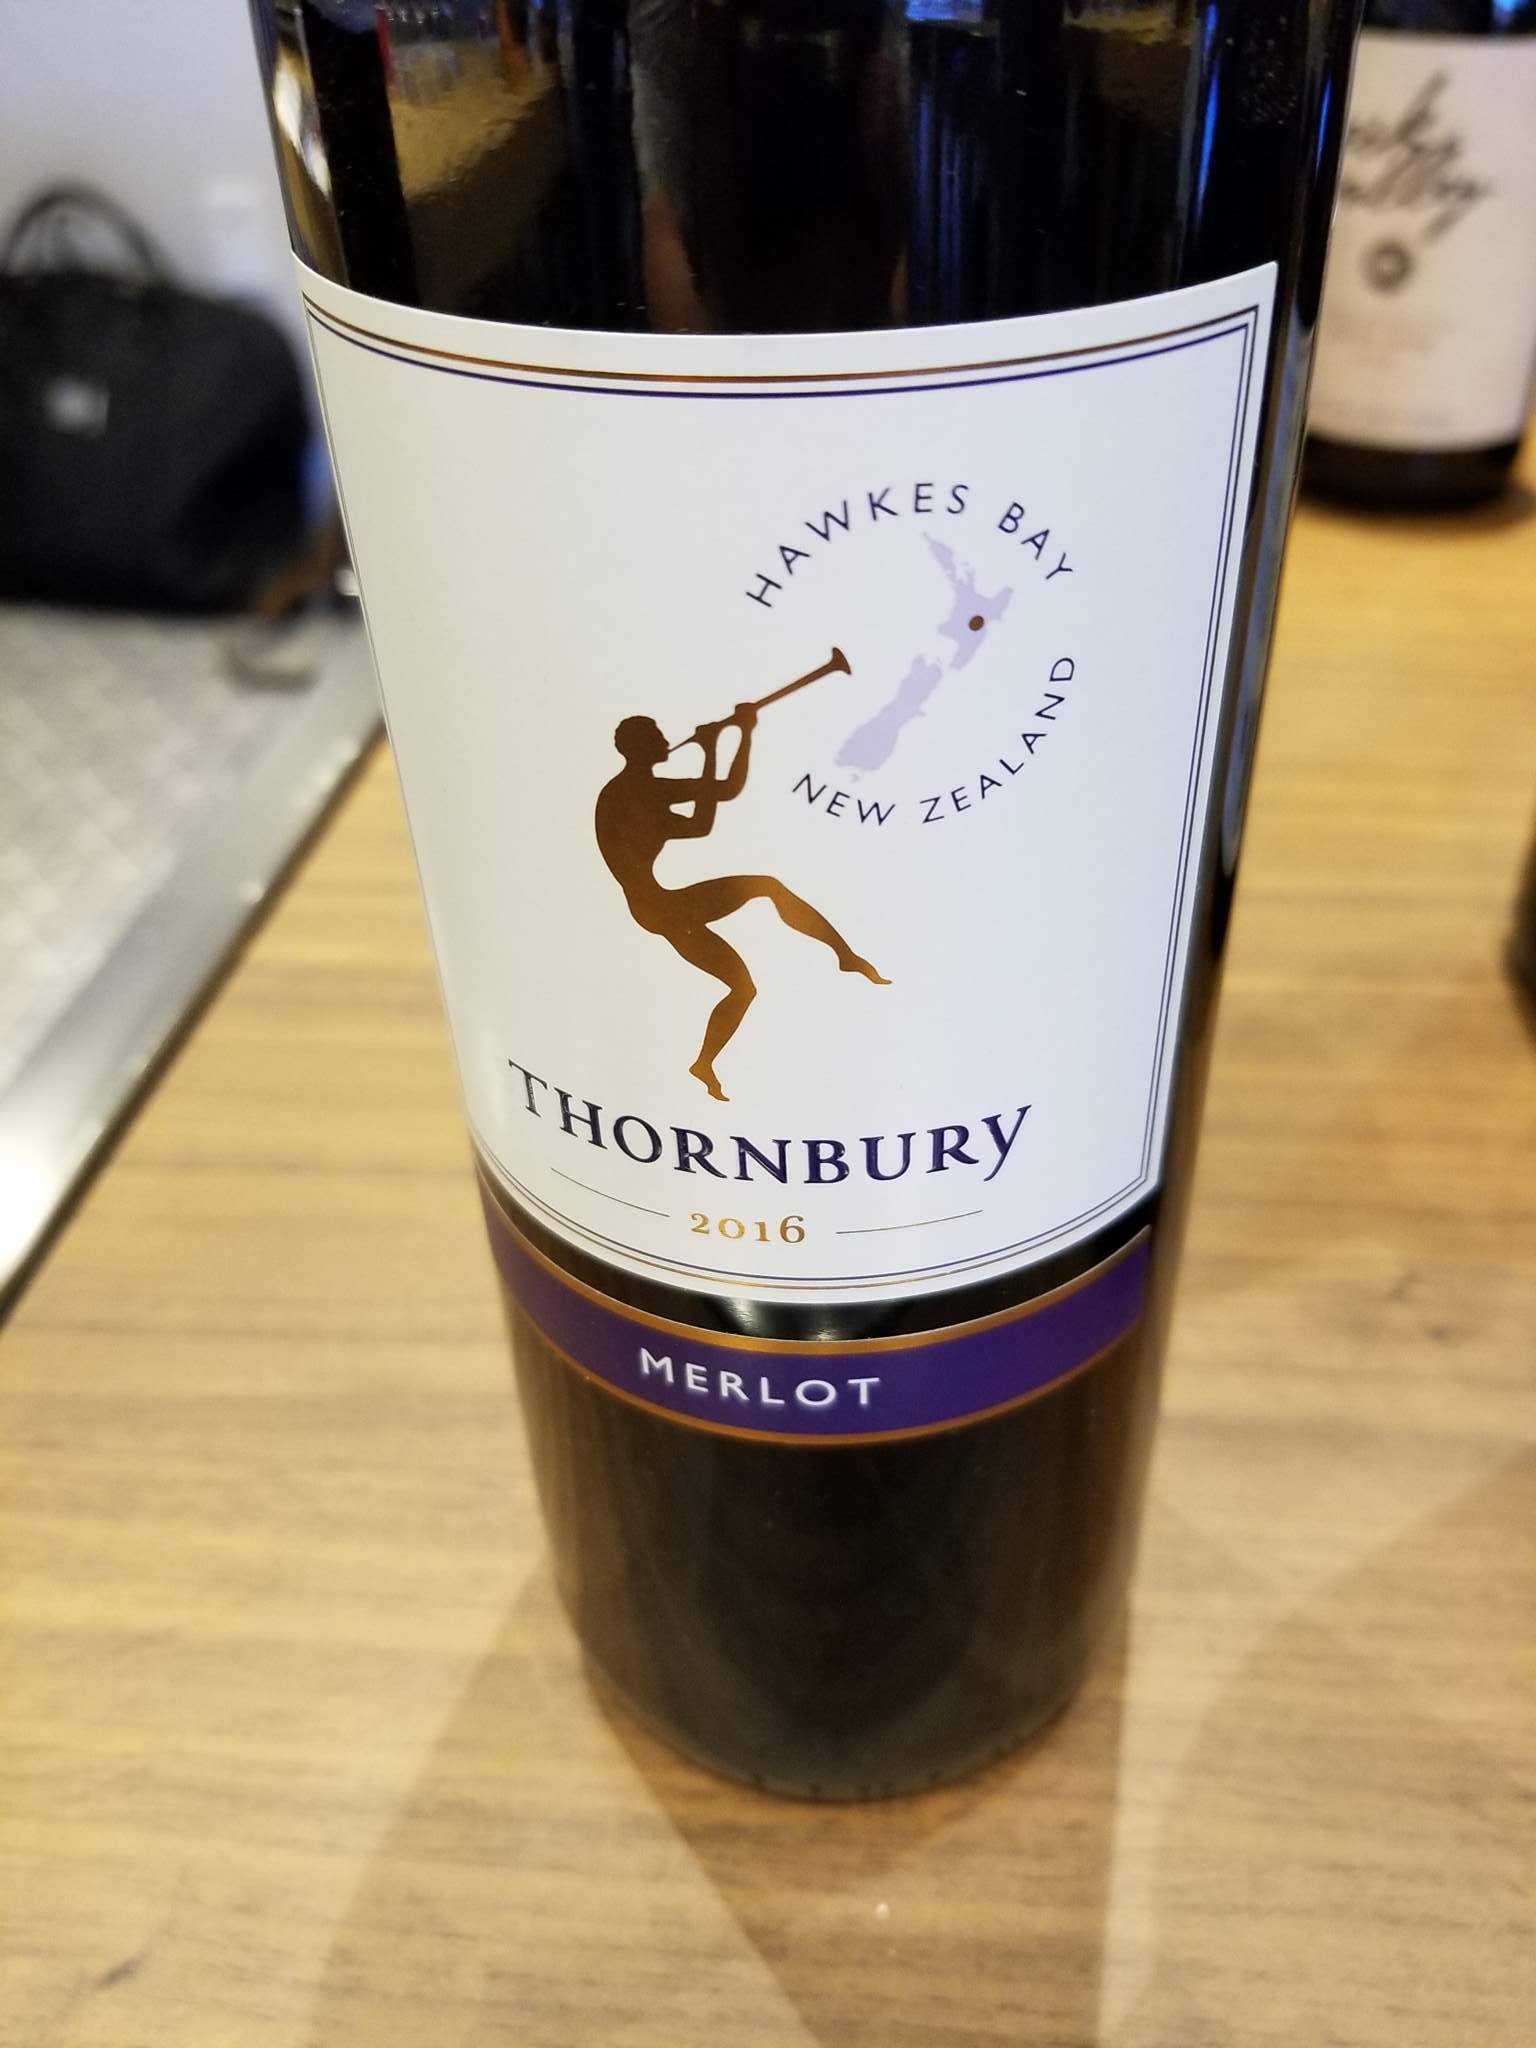 HAWKES BAY
NEW ZEALAND
THORNBURY
2016
MERLOT